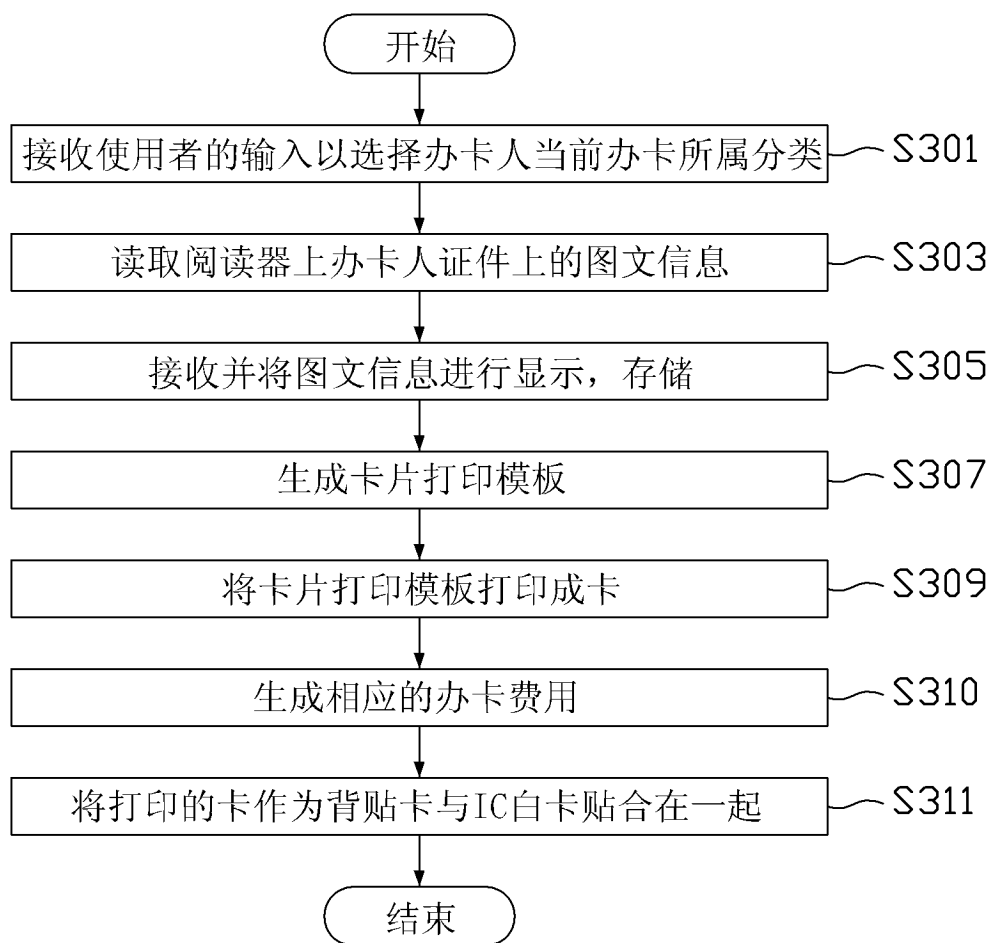 开始
接收使用者的输入以选择办卡人当前办卡所属分类 S301
读取阅读器上办卡人证件上的图文信息 S303
接收并将图文信息进行显示，存储 S305
生成卡片打印模板 S307
将卡片打印模板打印成卡 S309
生成相应的办卡费用 S310
将打印的卡作为背贴卡与IC白卡贴合在一起 S311
结束